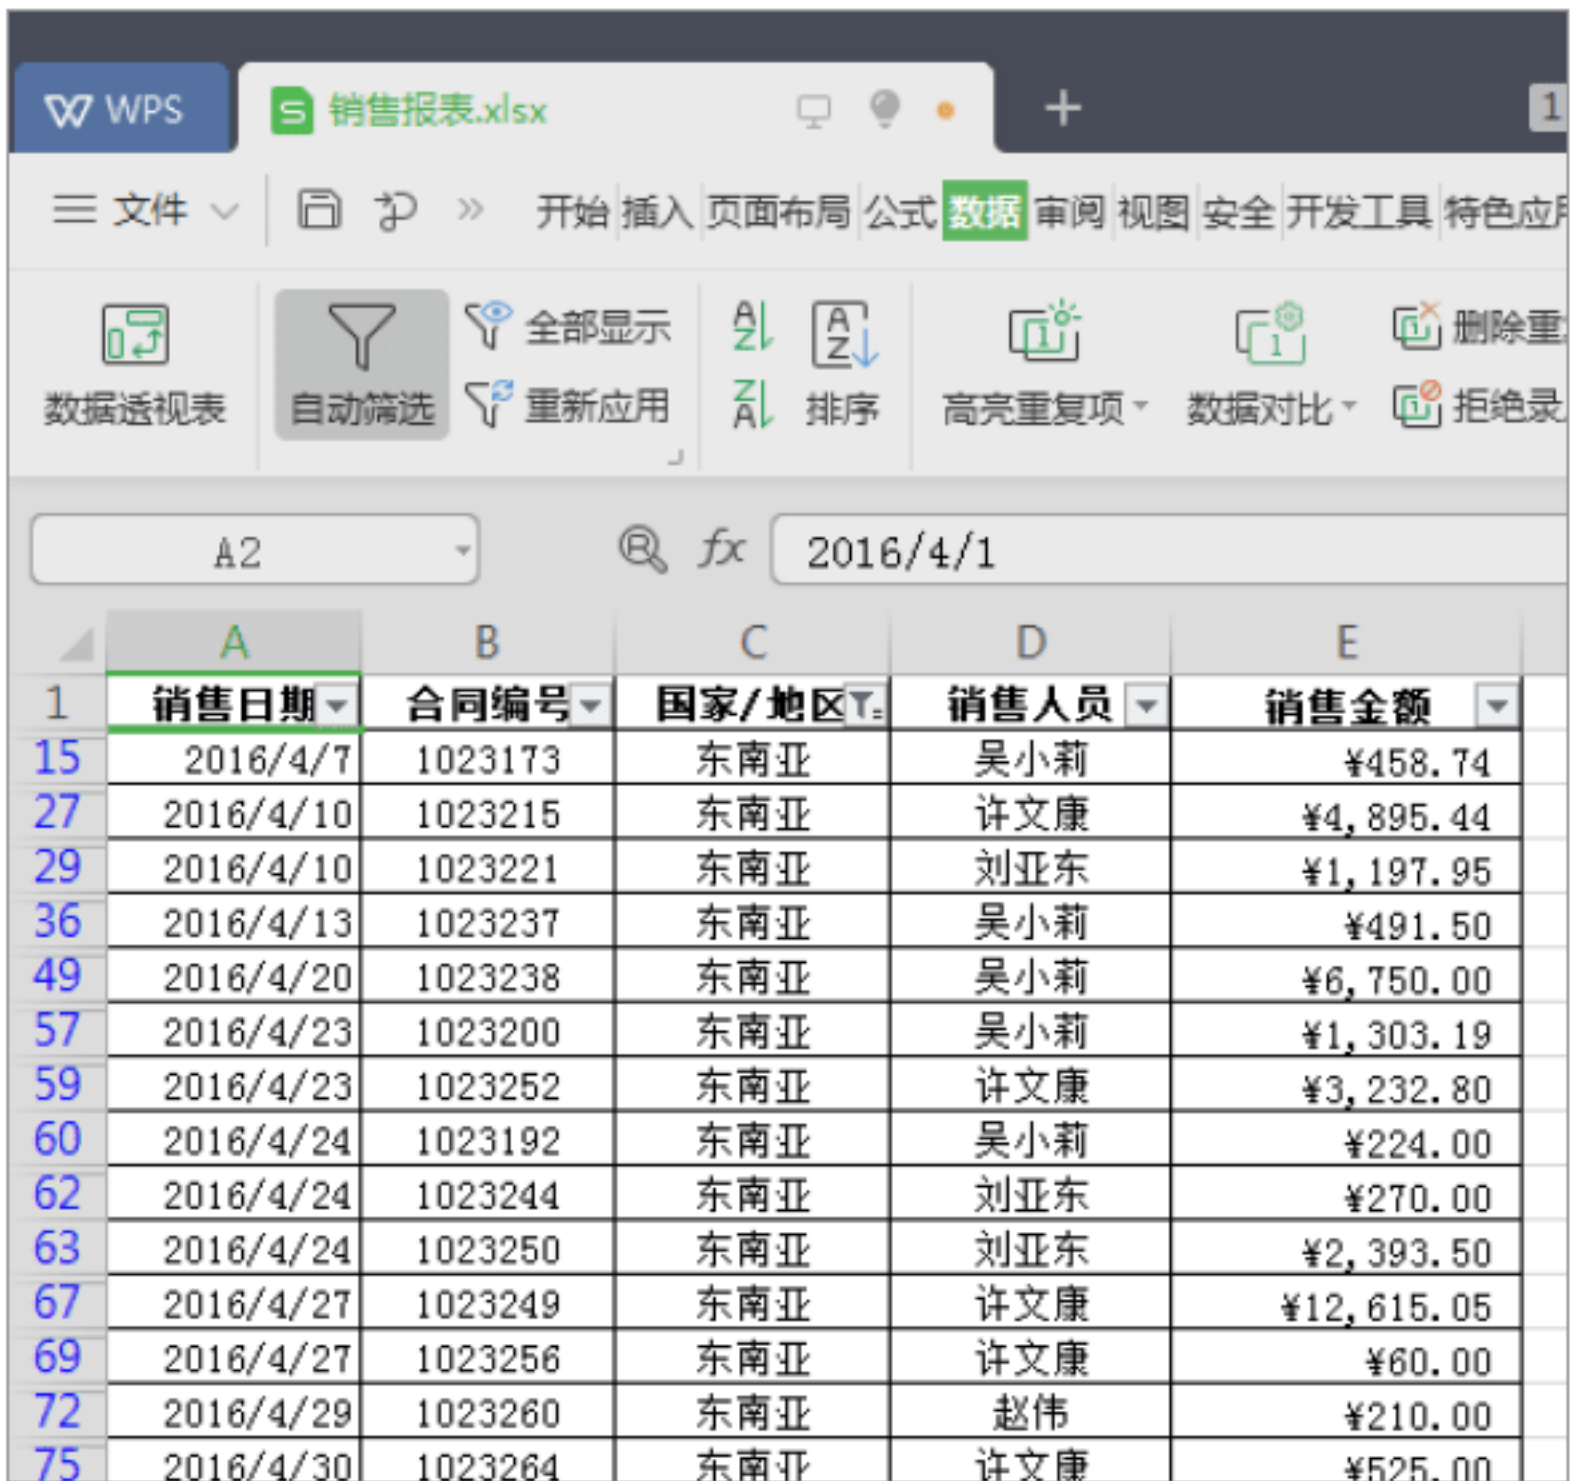 WPS 销售报表.xlsx + 1
文件 开始 插入 页面布局 公式 数据 审阅 视图 安全 开发工具 特色应用
全部显示 删除重
数据透视表 自动筛选 重新应用 排序 高亮重复项 数据对比 拒绝录
A2 fx 2016/4/1
A B C D E
1 销售日期 合同编号 国家/地区 销售人员 销售金额
15 2016/4/7 1023173 东南亚 吴小莉 ¥458.74
27 2016/4/10 1023215 东南亚 许文康 ¥4,895.44
29 2016/4/10 1023221 东南亚 刘亚东 ¥1,197.95
36 2016/4/13 1023237 东南亚 吴小莉 ¥491.50
49 2016/4/20 1023238 东南亚 吴小莉 ¥6,750.00
57 2016/4/23 1023200 东南亚 吴小莉 ¥1,303.19
59 2016/4/23 1023252 东南亚 许文康 ¥3,232.80
60 2016/4/24 1023192 东南亚 吴小莉 ¥224.00
62 2016/4/24 1023244 东南亚 刘亚东 ¥270.00
63 2016/4/24 1023250 东南亚 刘亚东 ¥2,393.50
67 2016/4/27 1023249 东南亚 许文康 ¥12,615.05
69 2016/4/27 1023256 东南亚 许文康 ¥60.00
72 2016/4/29 1023260 东南亚 赵伟 ¥210.00
75 2016/4/30 1023264 东南亚 许文康 ¥525.00